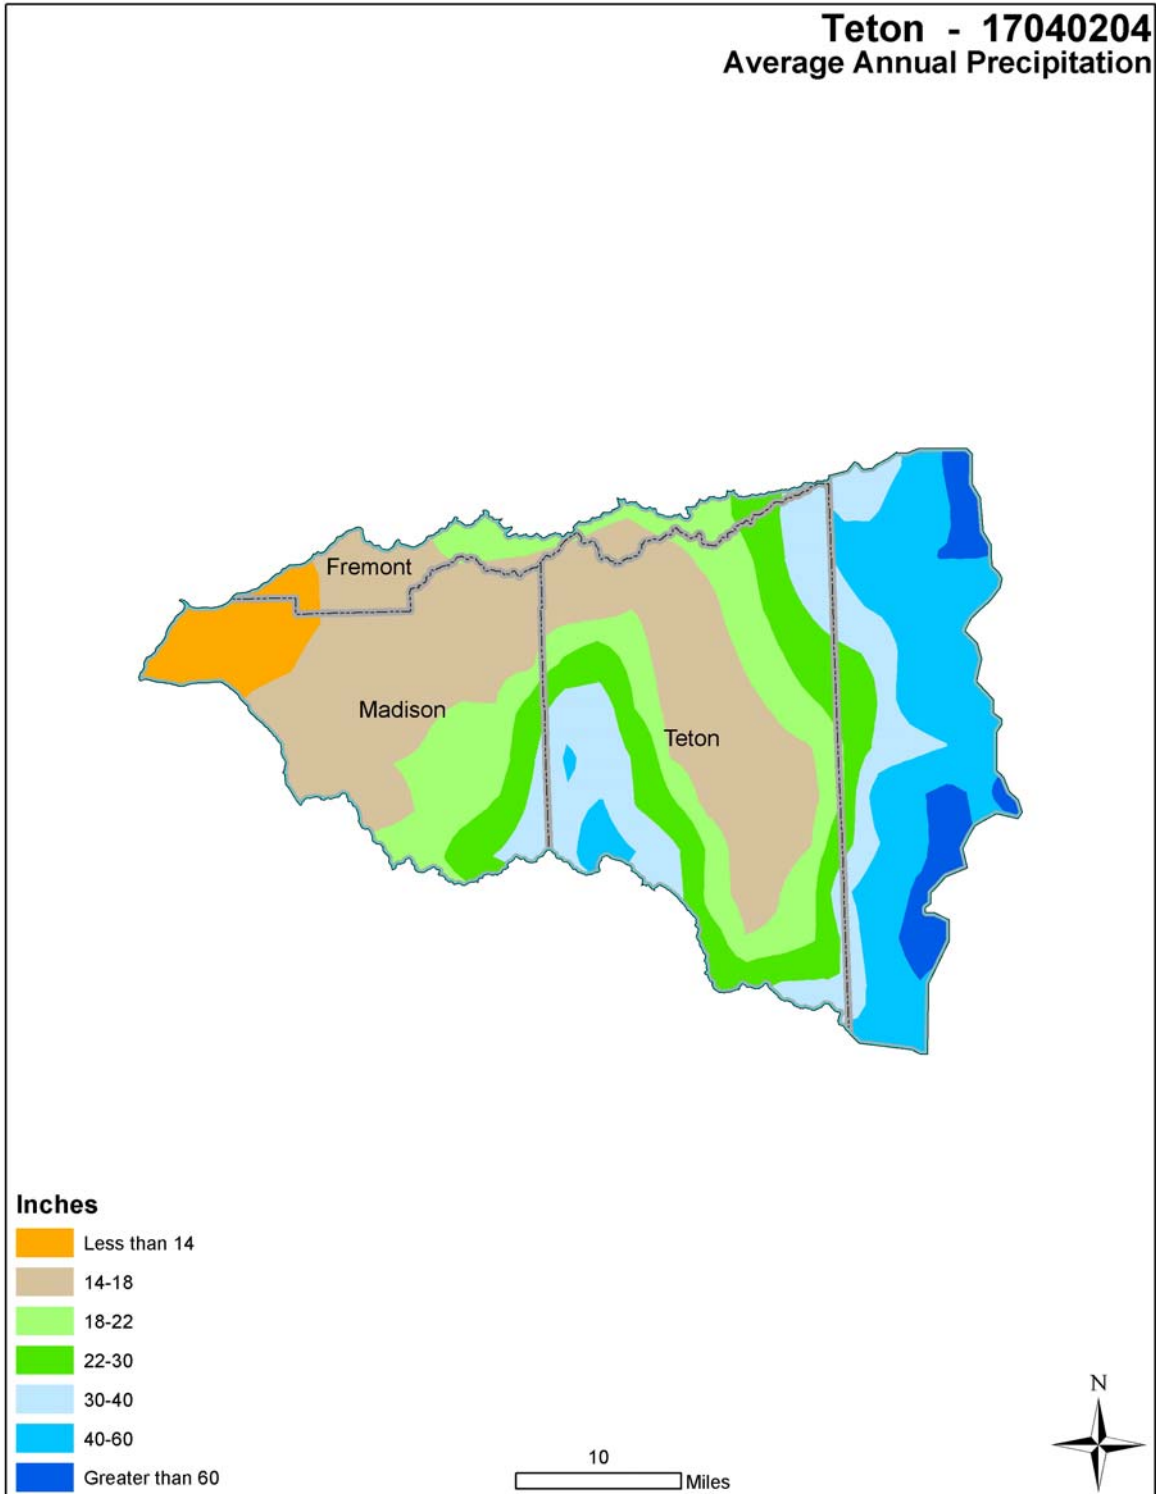 Teton - 17040204
Average Annual Precipitation
Fremont
Madison
Teton
Inches
Less than 14
14-18
18-22
22-30
30-40
40-60
Greater than 60
10
Miles
N